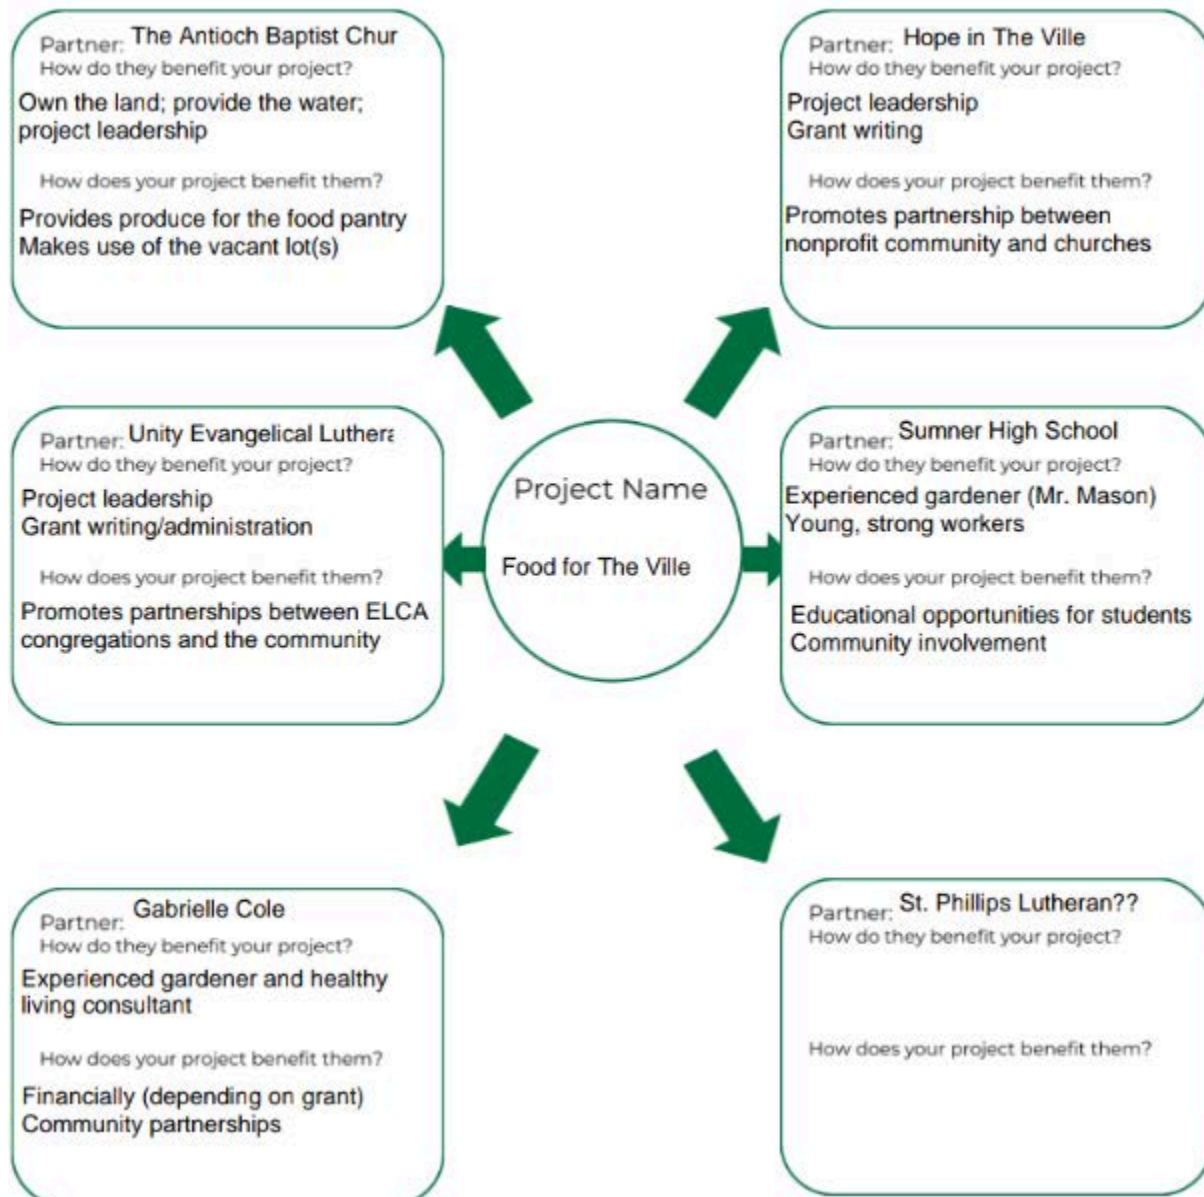 Partner: The Antioch Baptist Chur
How do they benefit your project?
Own the land; provide the water;
project leadership
How does your project benefit them?
Provides produce for the food pantry
Makes use of the vacant lot(s)
Partner: Hope in The Ville
How do they benefit your project?
Project leadership
Grant writing
How does your project benefit them?
Promotes partnership between
nonprofit community and churches
Partner: Unity Evangelical Luthera
How do they benefit your project?
Project leadership
Grant writing/administration
How does your project benefit them?
Promotes partnerships between ELCA
congregations and the community
Project Name
Food for The Ville
Partner: Sumner High School
How do they benefit your project?
Experienced gardener (Mr. Mason)
Young, strong workers
How does your project benefit them?
Educational opportunities for students
Community involvement
Partner: Gabrielle Cole
How do they benefit your project?
Experienced gardener and healthy
living consultant
How does your project benefit them?
Financially (depending on grant)
Community partnerships
Partner: St. Phillips Lutheran??
How do they benefit your project?
How does your project benefit them?